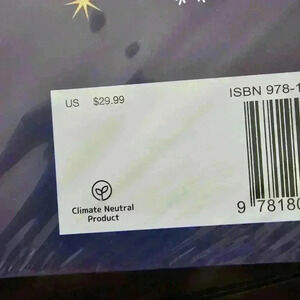 US $29.99
ISBN 978-1
Climate Neutral
Product
9 78180